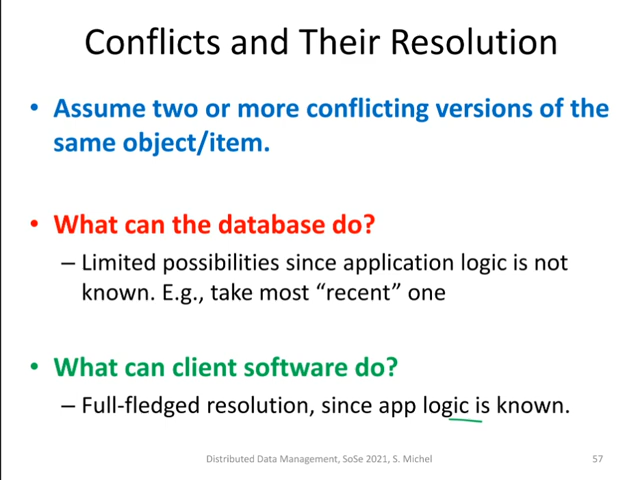 Conflicts and Their Resolution
• Assume two or more conflicting versions of the
same object/item.
• What can the database do?
– Limited possibilities since application logic is not
known. E.g., take most “recent” one
• What can client software do?
– Full-fledged resolution, since app logic is known.
Distributed Data Management, SoSe 2021, S. Michel
57